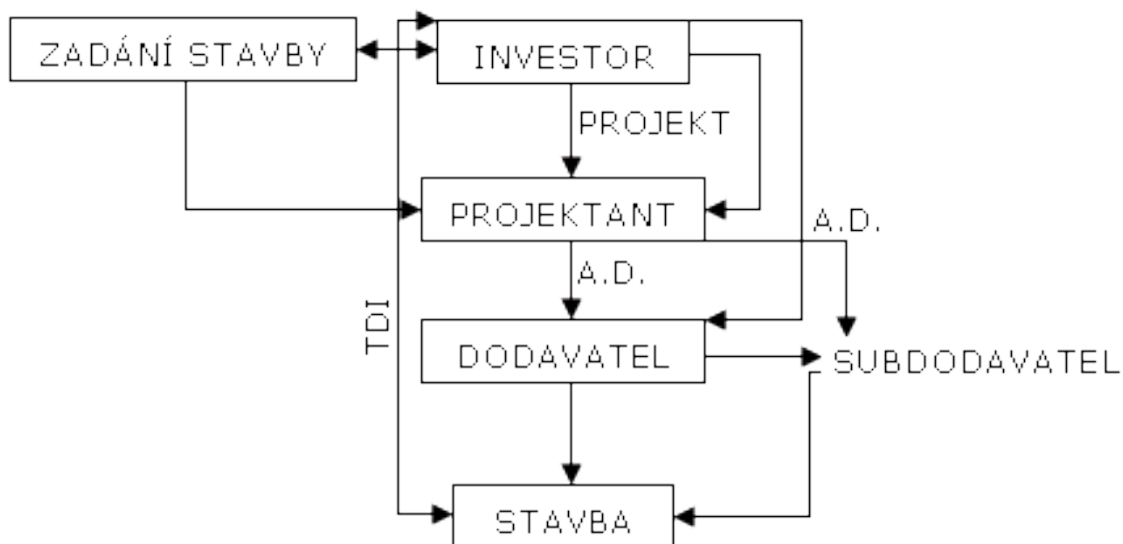 ZADÁNÍ STAVBY
INVESTOR
PROJEKT
PROJEKTANT
A.D.
A.D.
TDI
DODAVATEL
SUBDODAVATEL
STAVBA